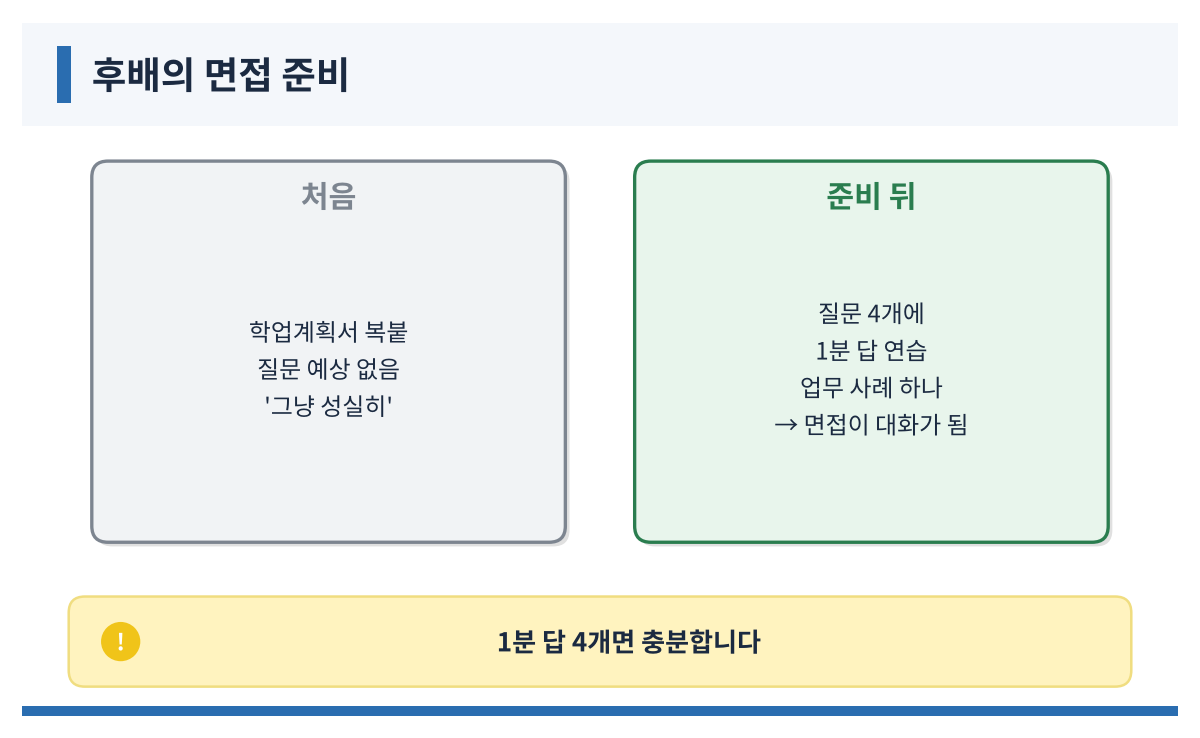 후배의 면접 준비
처음
학업계획서 복붙
질문 예상 없음
'그냥 성실히'
준비 뒤
질문 4개에
1분 답 연습
업무 사례 하나
→ 면접이 대화가 됨
!
1분 답 4개면 충분합니다